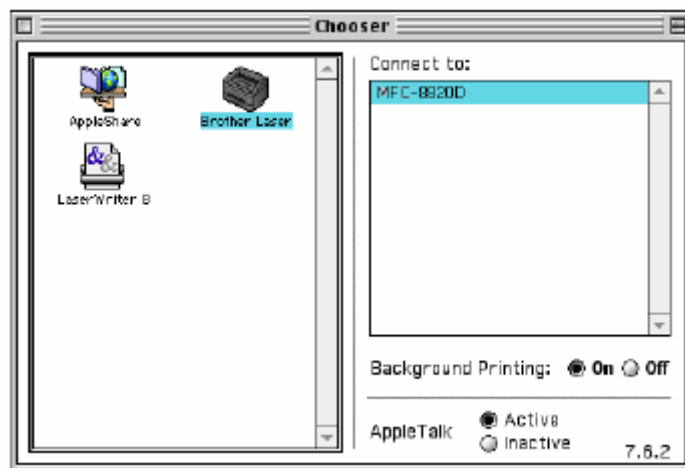 Chooser
AppleShare
Brother Laser
LaserWriter 8
Connect to:
MFC-8820D
Background Printing: On Off
AppleTalk
Active
Inactive
7.6.2